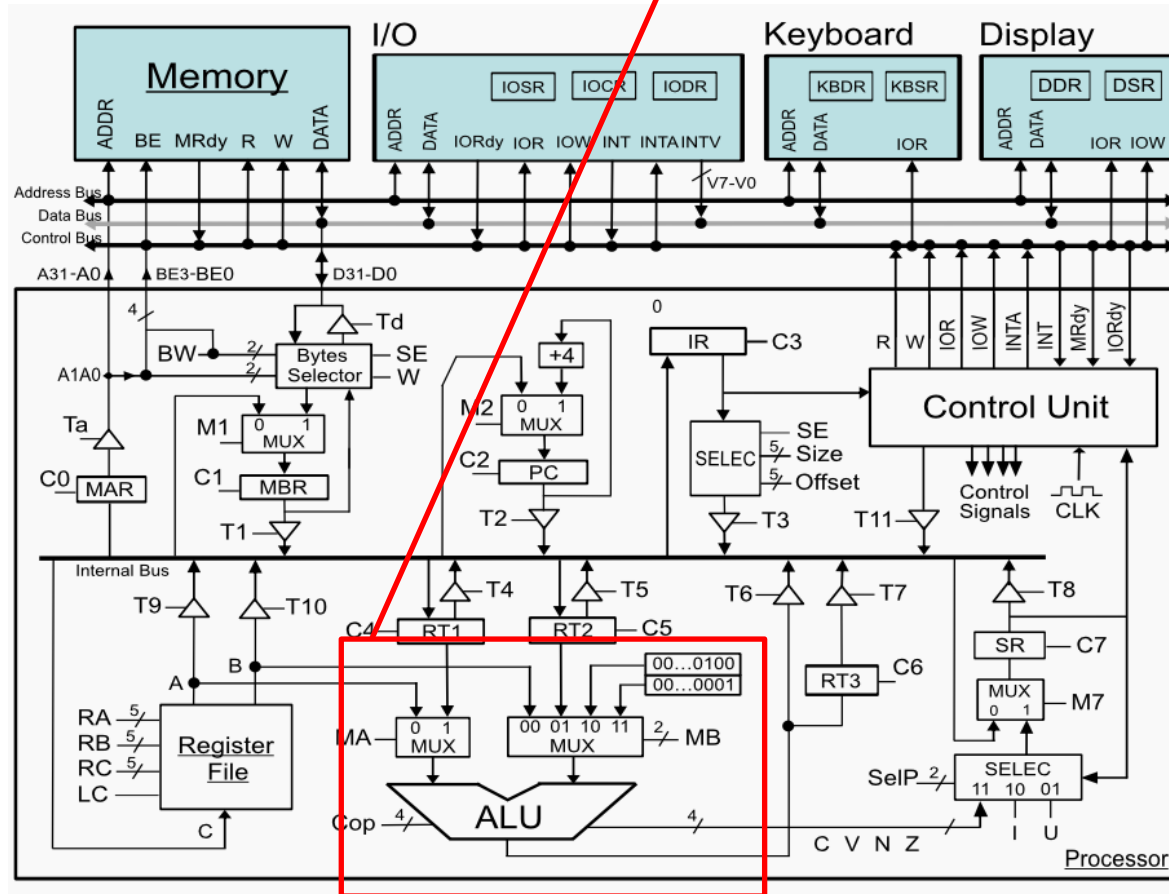 I/O
Keyboard
Display
Memory
IOSR
IOCR
IODR
KBDR
KBSR
DDR
DSR
ADDR
BE
MRdy
R
W
DATA
ADDR
DATA
IORdy
IOR
IOW
INT
INTA
INTV
ADDR
DATA
IOR
ADDR
DATA
IOR
IOW
V7-V0
Address Bus
Data Bus
Control Bus
A31-A0
BE3-BE0
D31-D0
4
Td
BW
2
Bytes
Selector
SE
W
A1A0
2
Ta
C0
MAR
M1
0 1
MUX
C1
MBR
T1
+4
M2
0 1
MUX
C2
PC
T2
0
IR
C3
SELEC
SE
5
Size
5
Offset
T3
R
W
IOR
IOW
INTA
INT
MRdy
IORdy
Control Unit
T11
Control
Signals
CLK
Internal Bus
T9
T10
T4
T5
T6
T7
T8
C4
RT1
RT2
C5
RT3
C6
SR
C7
MUX
0 1
M7
A
B
00...0100
00...0001
RA
5
RB
5
RC
5
LC
Register
File
C
MA
0 1
MUX
00 01 10 11
MUX
2
MB
Cop
4
ALU
4
C V N Z
SelP
2
SELEC
11 10 01
I U
Processor